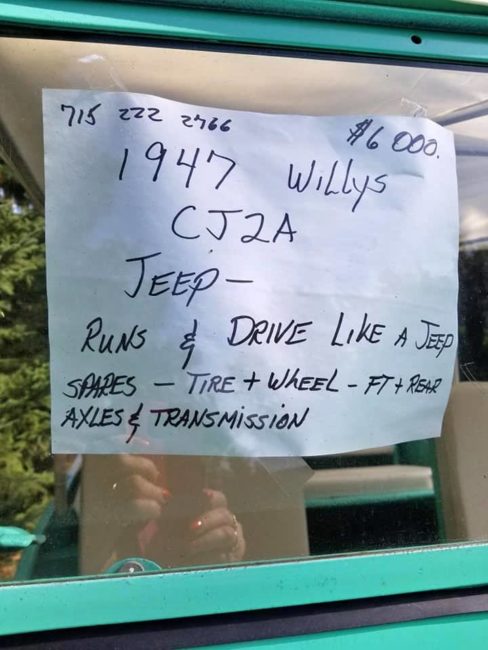 715 222 2766
$6 000.
1947 Willys
CJ2A
JEEP-
RUNS & DRIVE LIKE A JEEP
SPARES - TIRE + WHEEL - FT + REAR
AXLES & TRANSMISSION